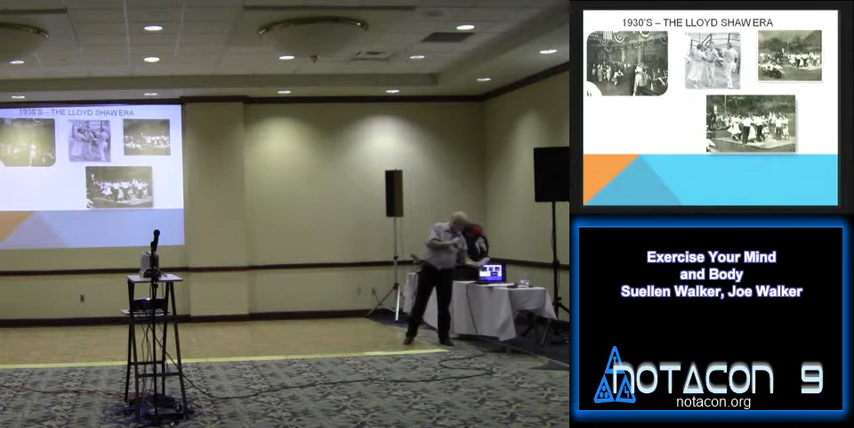 1930'S – THE LLOYD SHAW ERA
1930'S – THE LLOYD SHAW ERA
Exercise Your Mind
and Body
Suellen Walker, Joe Walker
NOTACON 9
notacon.org